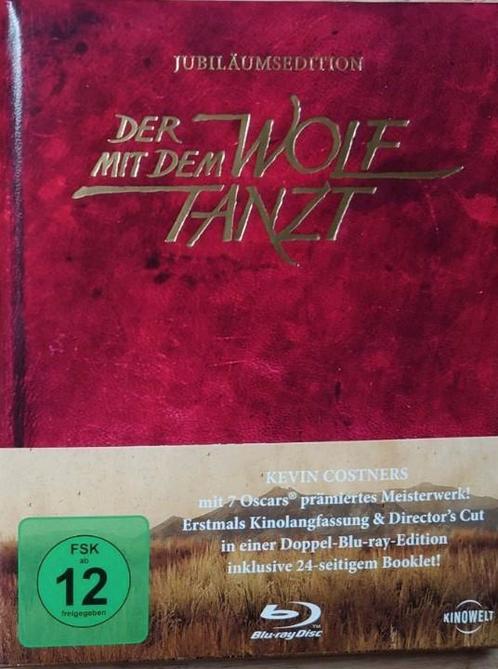 JUBILÄUMSEDITION
DER
MIT DEM WOLF
TANZT
KEVIN COSTNERS
mit 7 Oscars® prämiertes Meisterwerk!
Erstmals Kinolangfassung & Director's Cut
in einer Doppel-Blu-ray-Edition
inklusive 24-seitigem Booklet!
FSK
ab
12
freigegeben
Blu-ray Disc
KINOWELT